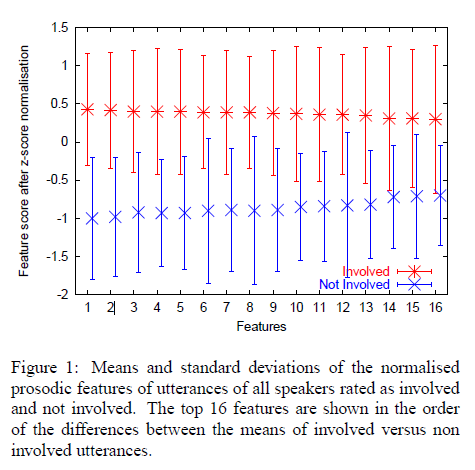 1.5
1
0.5
0
-0.5
-1
-1.5
-2
Feature score after z-score normalisation
Involved
Not Involved
1 2 3 4 5 6 7 8 9 10 11 12 13 14 15 16
Features
Figure 1: Means and standard deviations of the normalised
prosodic features of utterances of all speakers rated as involved
and not involved. The top 16 features are shown in the order
of the differences between the means of involved versus non
involved utterances.